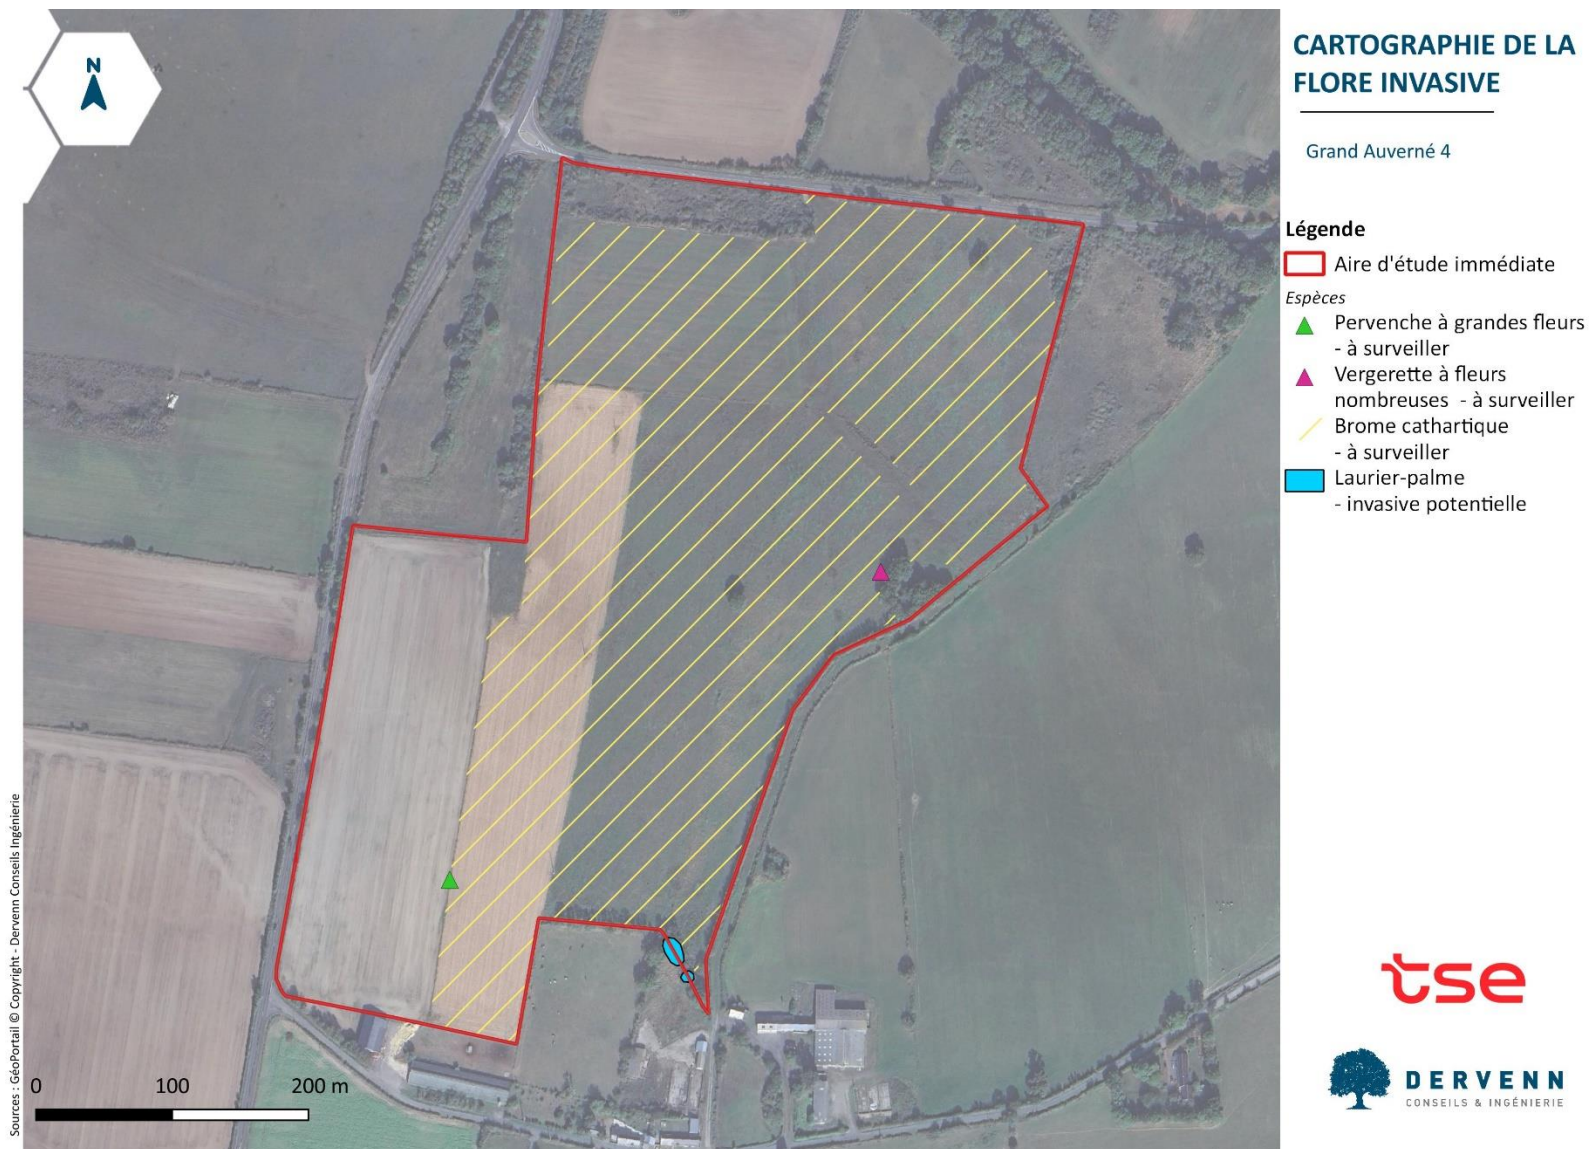 N
CARTOGRAPHIE DE LA
FLORE INVASIVE
Grand Auverné 4
Légende
Aire d'étude immédiate
Espèces
Pervenche à grandes fleurs
- à surveiller
Vergerette à fleurs
nombreuses - à surveiller
Brome cathartique
- à surveiller
Laurier-palme
- invasive potentielle
Sources : GéoPortail © Copyright - Dervenn Conseils Ingénierie
0 100 200 m
tse
DERVENN
CONSEILS & INGÉNIERIE